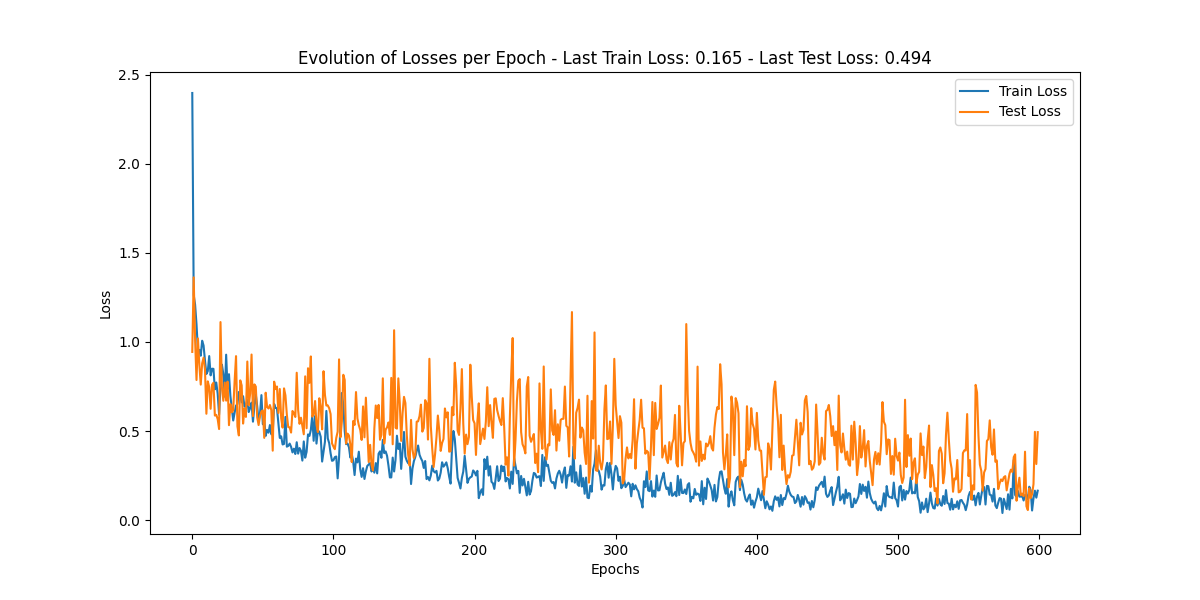 Evolution of Losses per Epoch - Last Train Loss: 0.165 - Last Test Loss: 0.494
Train Loss
Test Loss
2.5
2.0
1.5
1.0
0.5
0.0
Loss
0 100 200 300 400 500 600
Epochs